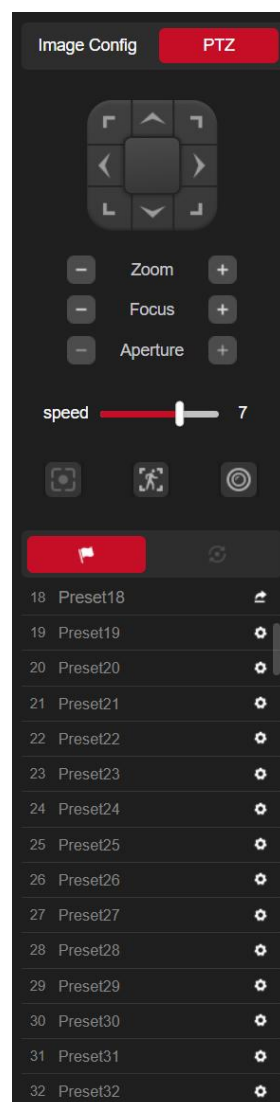 Image Config PTZ
Zoom
Focus
Aperture
speed 7
18 Preset18
19 Preset19
20 Preset20
21 Preset21
22 Preset22
23 Preset23
24 Preset24
25 Preset25
26 Preset26
27 Preset27
28 Preset28
29 Preset29
30 Preset30
31 Preset31
32 Preset32